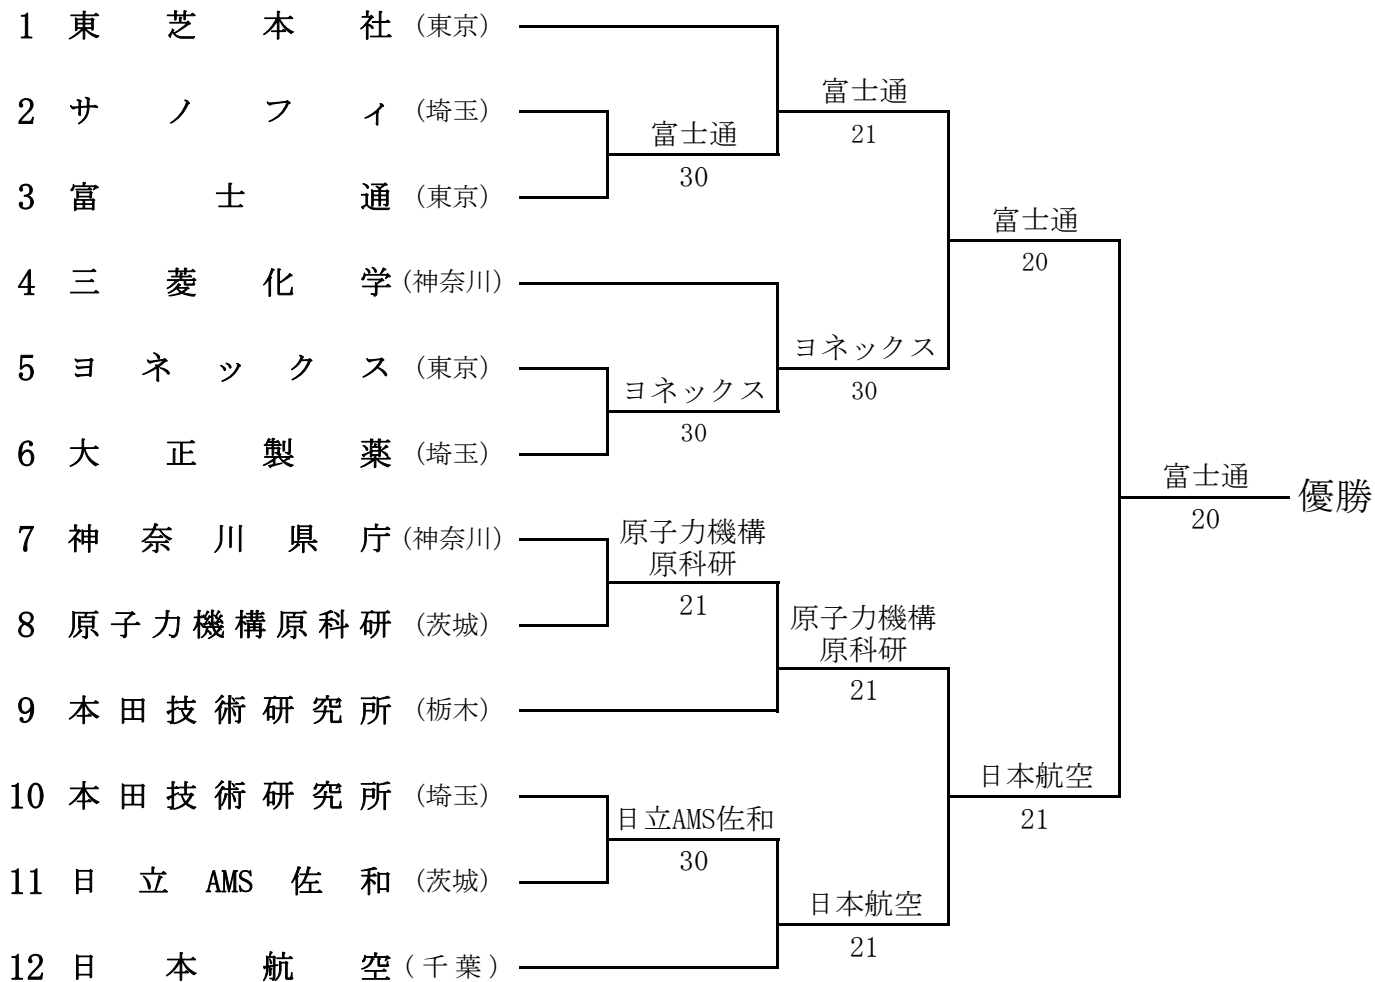 1 東芝本社 (東京)
富士通
21
2 サノフィ (埼玉)
富士通
30
3 富士通 (東京)
富士通
20
4 三菱化学 (神奈川)
ヨネックス
30
5 ヨネックス (東京)
ヨネックス
30
6 大正製薬 (埼玉)
富士通
20
優勝
7 神奈川県庁 (神奈川)
原子力機構
原科研
21
8 原子力機構原科研 (茨城)
原子力機構
原科研
21
9 本田技術研究所 (栃木)
日本航空
21
10 本田技術研究所 (埼玉)
日立AMS佐和
30
11 日立AMS佐和 (茨城)
日本航空
21
12 日本航空 (千葉)